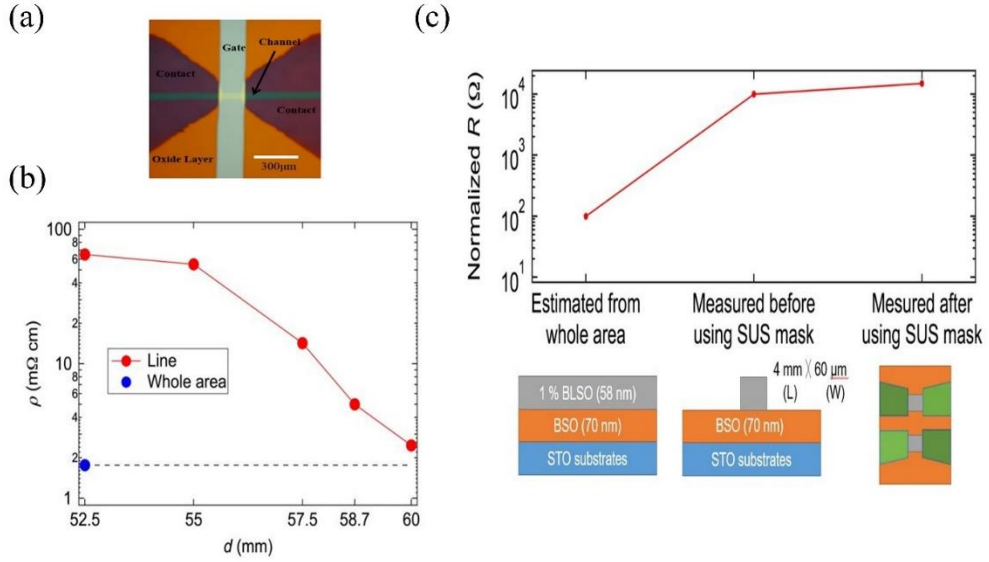 (a)
Gate
Channel
Contact
Contact
Oxide Layer
300μm
(b)
ρ (mΩ cm)
100
8
6
4
2
10
8
6
4
2
1
Line
Whole area
52.5
55
57.5
58.7
60
d (mm)
(c)
Normalized R (Ω)
10⁴
10³
10²
10¹
Estimated from
whole area
Measured before
using SUS mask
Mesured after
using SUS mask
1 % BLSO (58 nm)
BSO (70 nm)
STO substrates
4 mm X 60 μm
(L) (W)
BSO (70 nm)
STO substrates